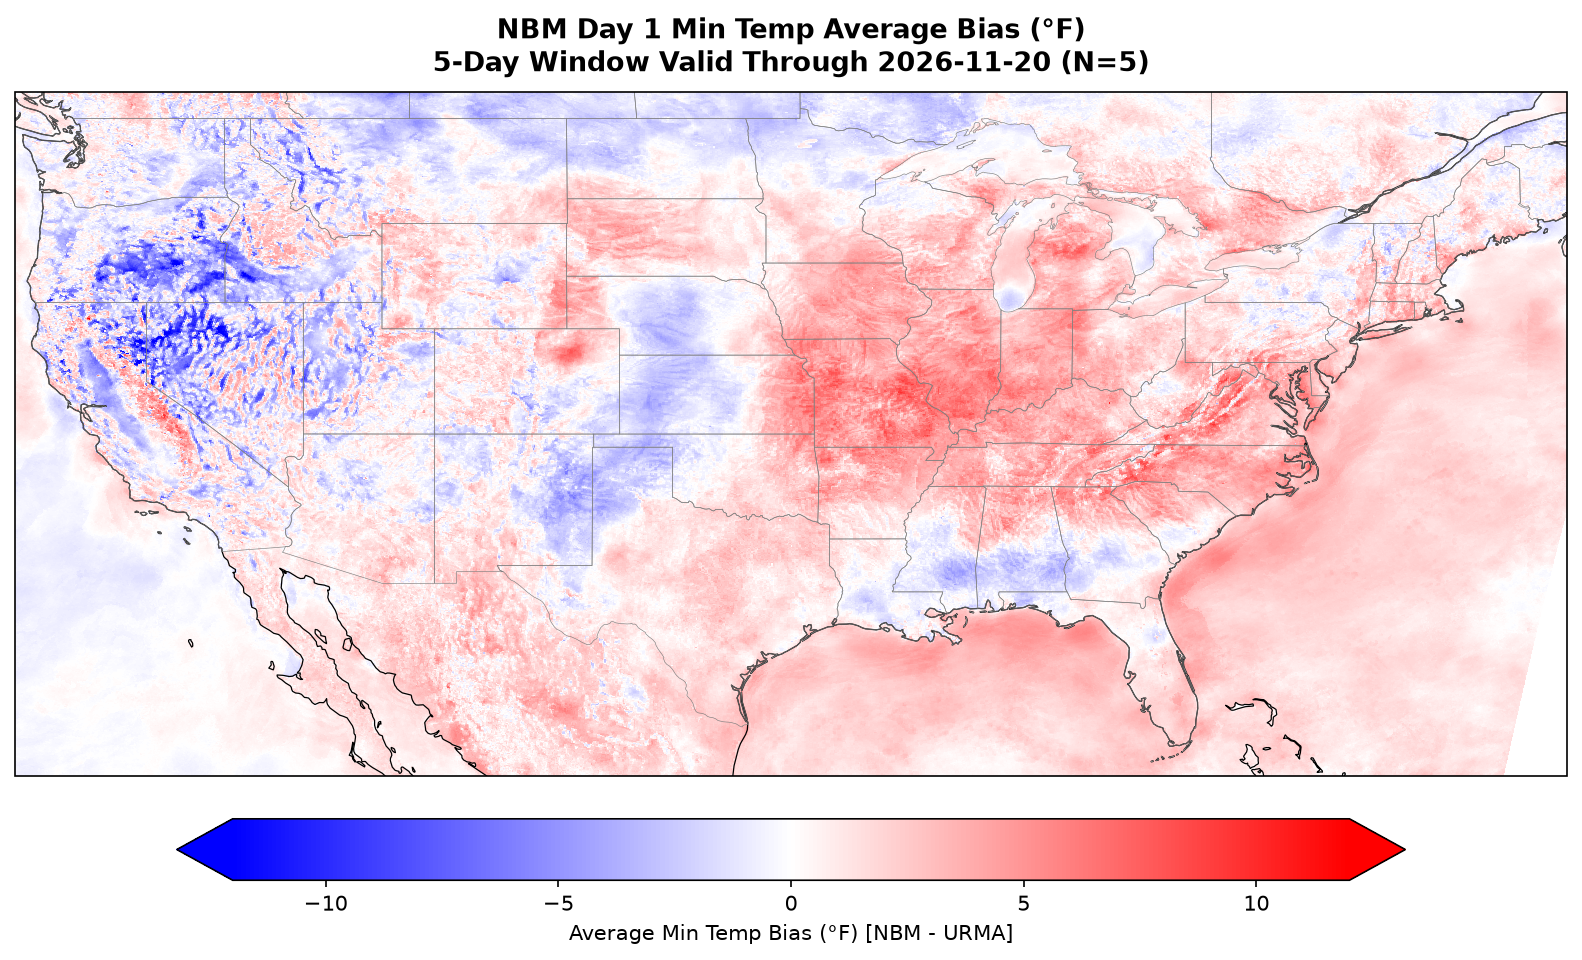 NBM Day 1 Min Temp Average Bias (°F)
5-Day Window Valid Through 2026-11-20 (N=5)
−10 −5 0 5 10
Average Min Temp Bias (°F) [NBM - URMA]